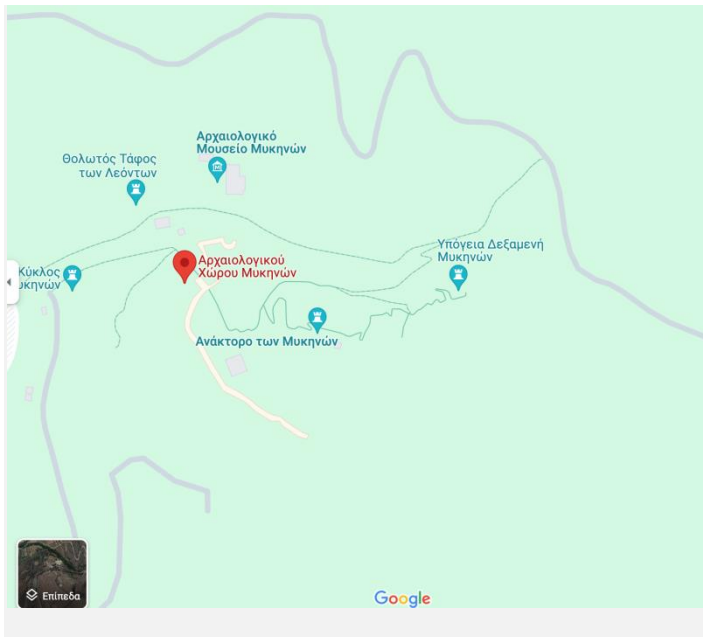 Αρχαιολογικό
Μουσείο Μυκηνών
Θολωτός Τάφος
των Λεόντων
Υπόγεια Δεξαμενή
Μυκηνών
Κύκλος
υκηνών
Αρχαιολογικού
Χώρου Μυκηνών
Ανάκτορο των Μυκηνών
Επίπεδα
Google